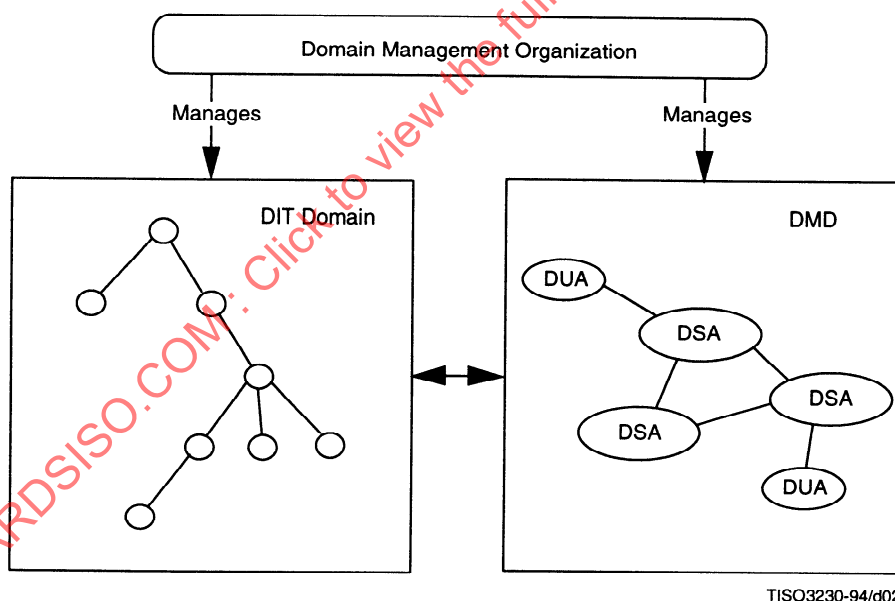 Domain Management Organization
Manages
Manages
DIT Domain
DMD
DUA
DSA
DSA
DSA
DUA
TISO3230-94/d02
ARDSISO.COM : Click to view the full